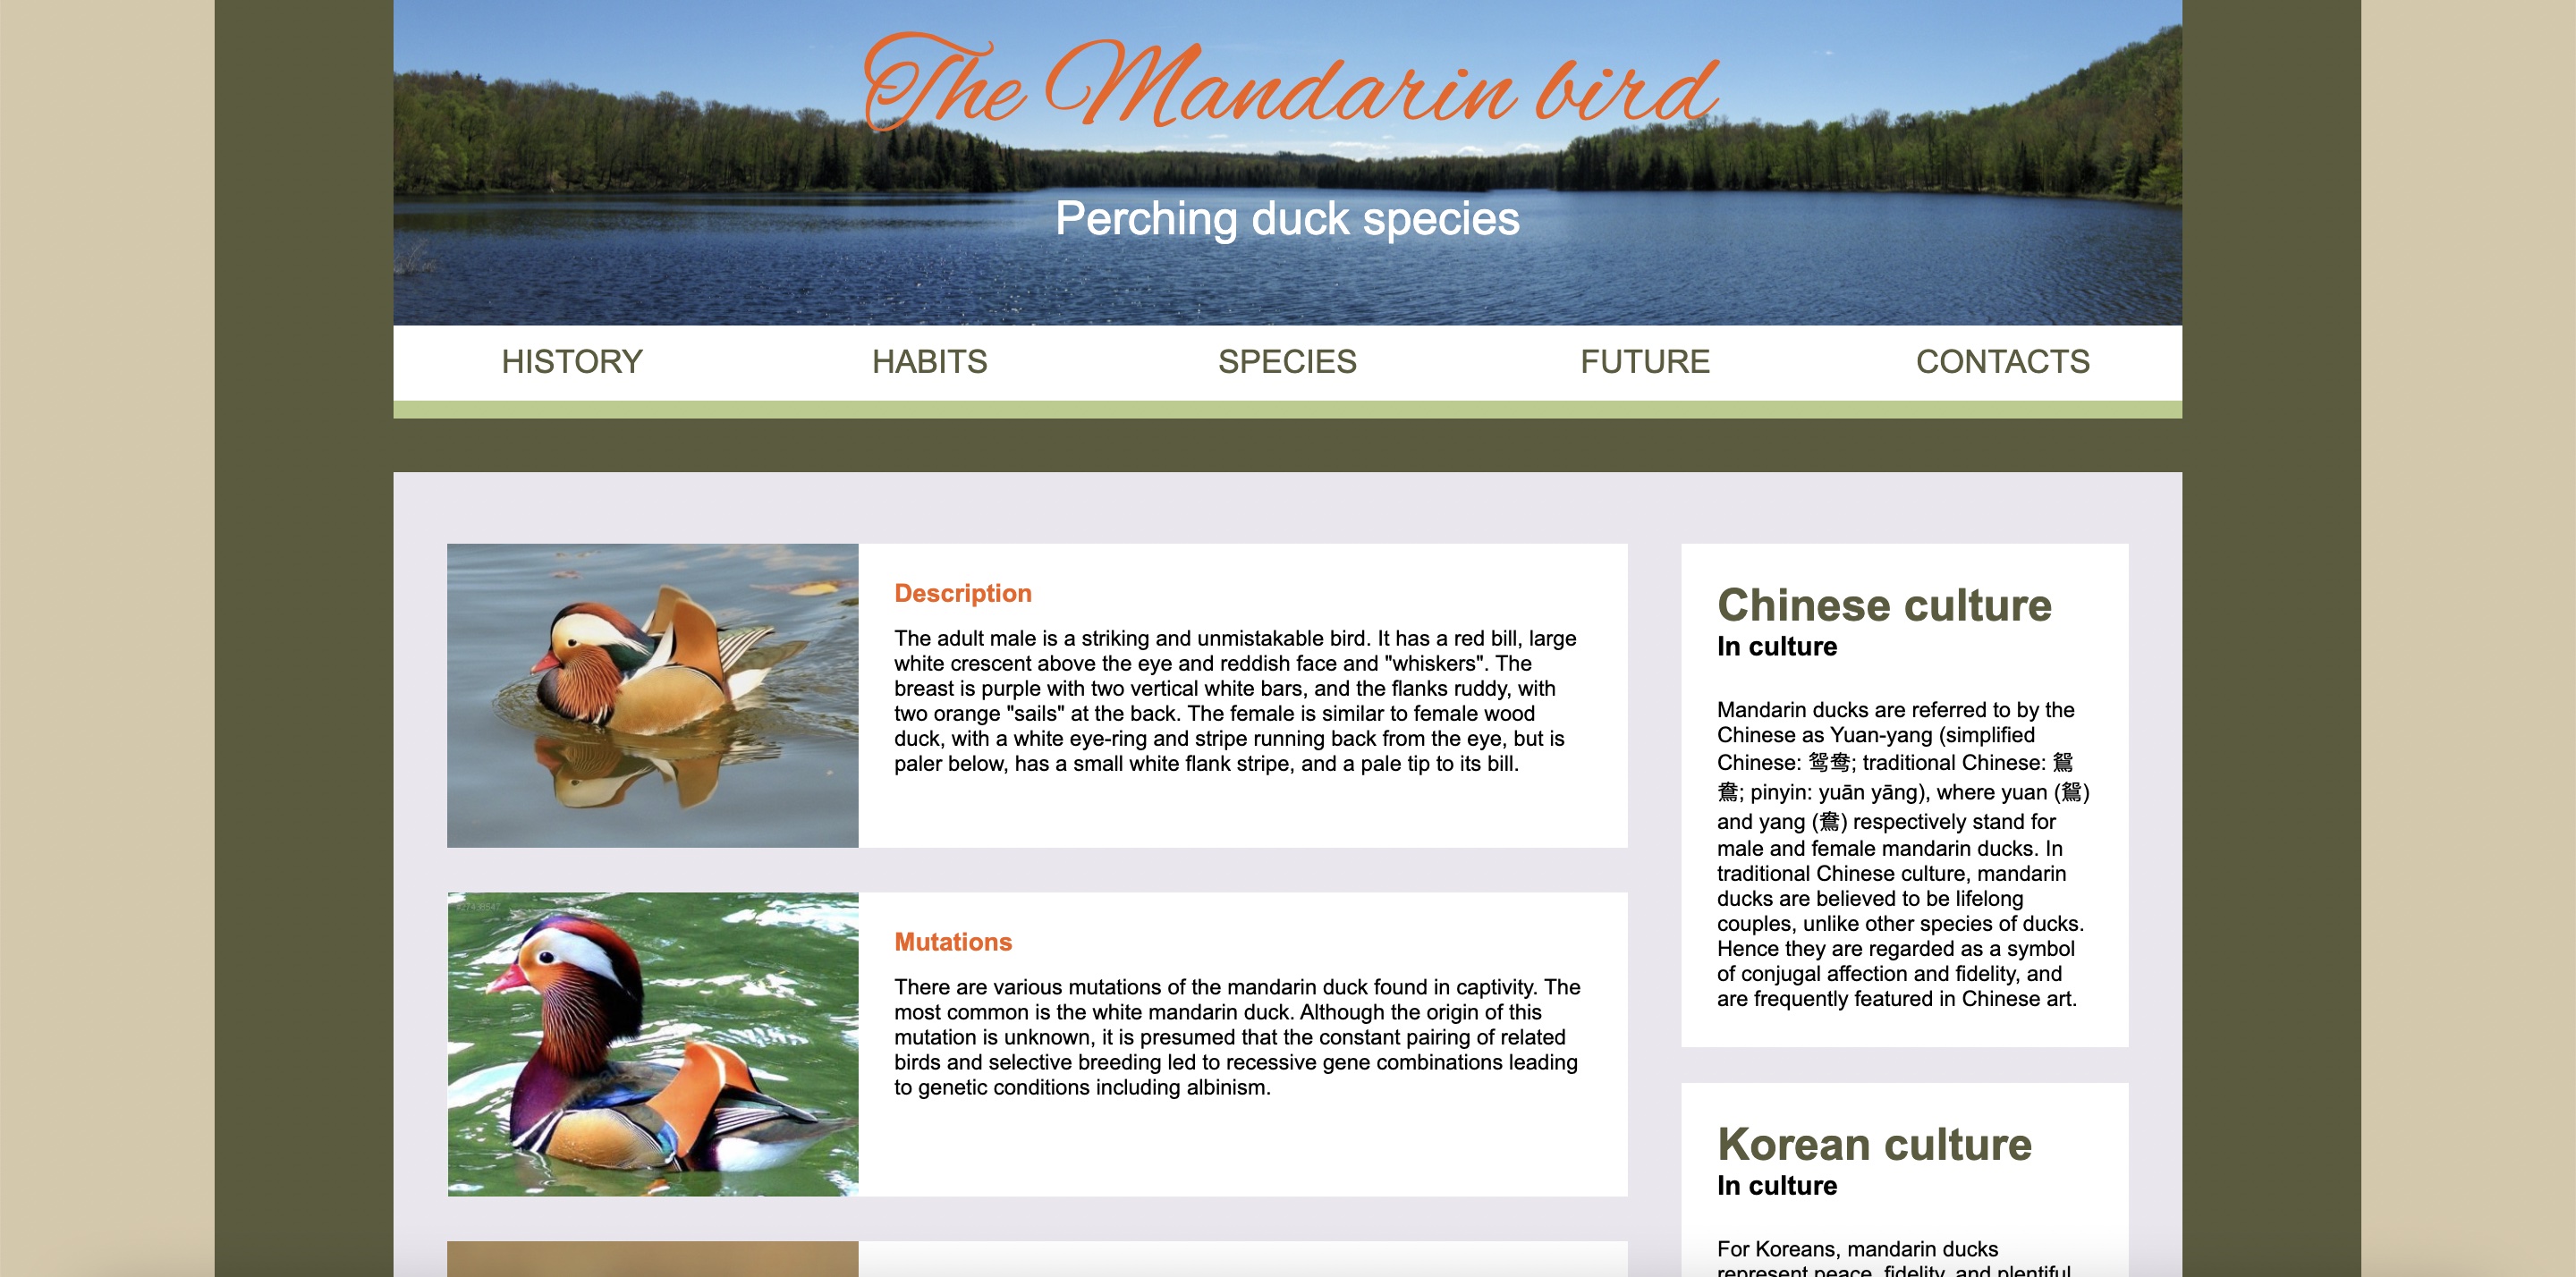 The Mandarin bird
Perching duck species
HISTORY
HABITS
SPECIES
FUTURE
CONTACTS
Description
The adult male is a striking and unmistakable bird. It has a red bill, large
white crescent above the eye and reddish face and "whiskers". The
breast is purple with two vertical white bars, and the flanks ruddy, with
two orange "sails" at the back. The female is similar to female wood
duck, with a white eye-ring and stripe running back from the eye, but is
paler below, has a small white flank stripe, and a pale tip to its bill.
Mutations
There are various mutations of the mandarin duck found in captivity. The
most common is the white mandarin duck. Although the origin of this
mutation is unknown, it is presumed that the constant pairing of related
birds and selective breeding led to recessive gene combinations leading
to genetic conditions including albinism.
Chinese culture
In culture
Mandarin ducks are referred to by the
Chinese as Yuan-yang (simplified
Chinese: 鸳鸯; traditional Chinese: 鴛
鴦; pinyin: yuān yāng), where yuan (鴛)
and yang (鴦) respectively stand for
male and female mandarin ducks. In
traditional Chinese culture, mandarin
ducks are believed to be lifelong
couples, unlike other species of ducks.
Hence they are regarded as a symbol
of conjugal affection and fidelity, and
are frequently featured in Chinese art.
Korean culture
In culture
For Koreans, mandarin ducks
represent peace, fidelity, and plentiful